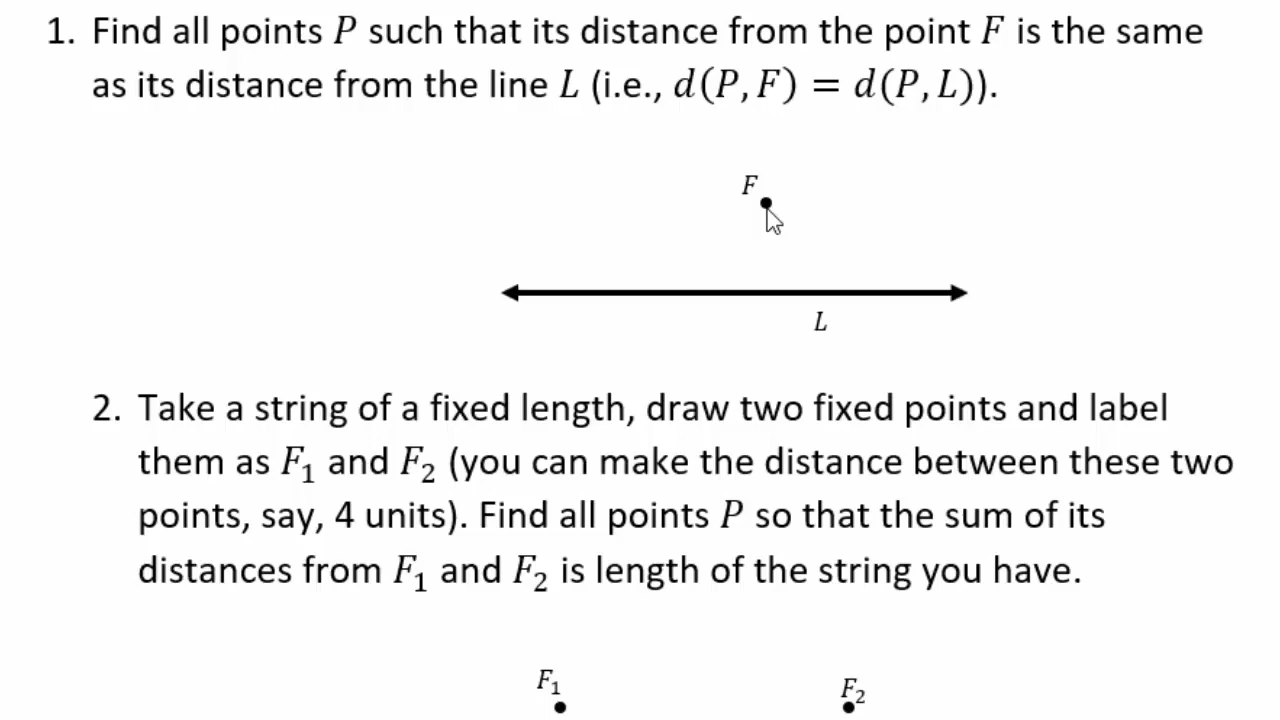 1. Find all points P such that its distance from the point F is the same
as its distance from the line L (i.e., d(P, F) = d(P, L)).
F
L
2. Take a string of a fixed length, draw two fixed points and label
them as F₁ and F₂ (you can make the distance between these two
points, say, 4 units). Find all points P so that the sum of its
distances from F₁ and F₂ is length of the string you have.
F₁ F₂